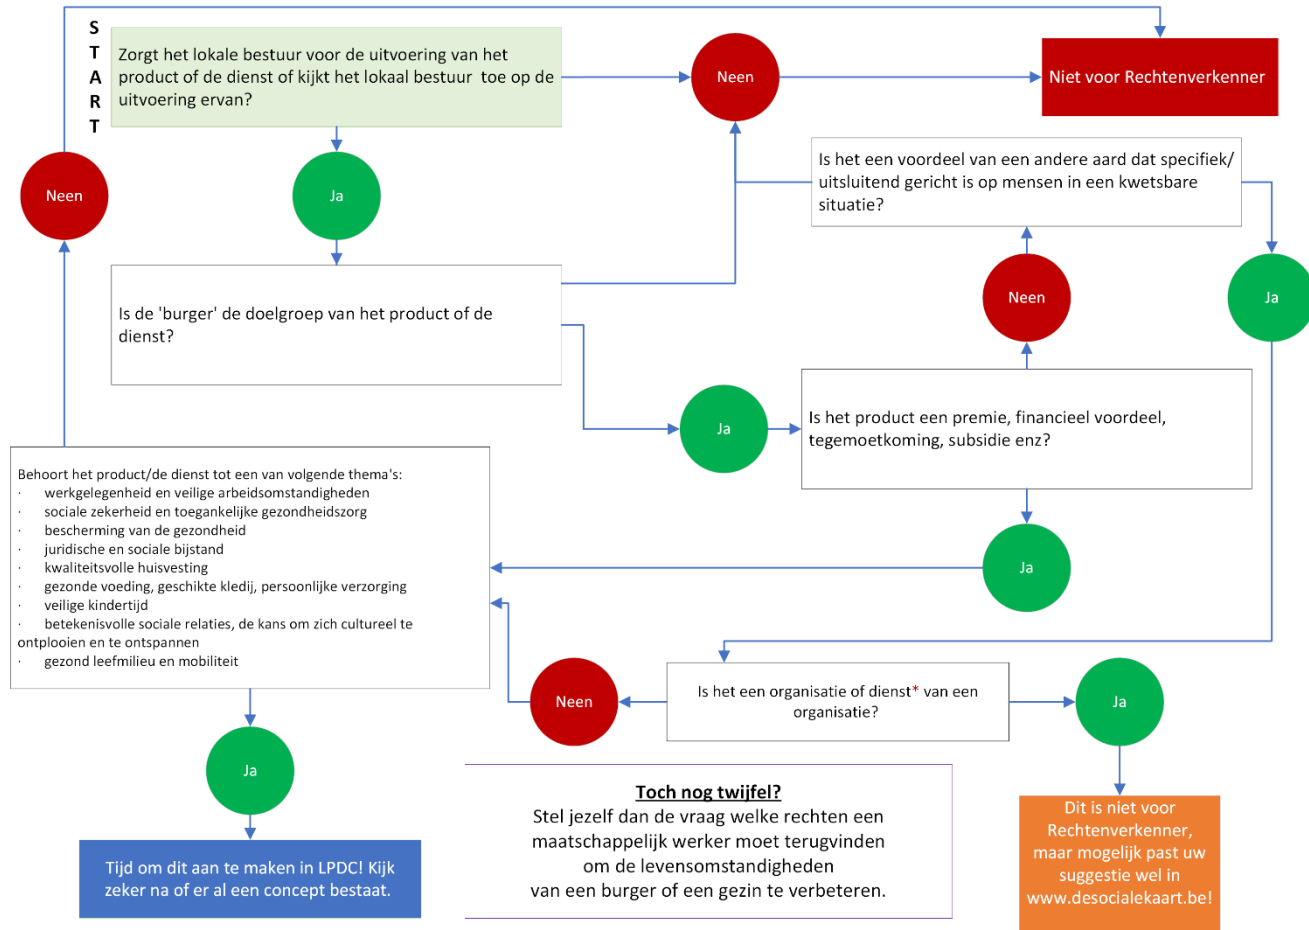 START
Zorgt het lokale bestuur voor de uitvoering van het
product of de dienst of kijkt het lokaal bestuur toe op de
uitvoering ervan?
Neen
Niet voor Rechtenverkenner
Neen
Ja
Is het een voordeel van een andere aard dat specifiek/
uitsluitend gericht is op mensen in een kwetsbare
situatie?
Is de 'burger' de doelgroep van het product of de
dienst?
Neen
Ja
Ja
Is het product een premie, financieel voordeel,
tegemoetkoming, subsidie enz?
Behoort het product/de dienst tot een van volgende thema's:
· werkgelegenheid en veilige arbeidsomstandigheden
· sociale zekerheid en toegankelijke gezondheidszorg
· bescherming van de gezondheid
· juridische en sociale bijstand
· kwaliteitsvolle huisvesting
· gezonde voeding, geschikte kledij, persoonlijke verzorging
· veilige kindertijd
· betekenisvolle sociale relaties, de kans om zich cultureel te
ontplooien en te ontspannen
· gezond leefmilieu en mobiliteit
Ja
Neen
Is het een organisatie of dienst* van een
organisatie?
Ja
Ja
Toch nog twijfel?
Stel jezelf dan de vraag welke rechten een
maatschappelijk werker moet terugvinden
om de levensomstandigheden
van een burger of een gezin te verbeteren.
Tijd om dit aan te maken in LPDC! Kijk
zeker na of er al een concept bestaat.
Dit is niet voor
Rechtenverkenner,
maar mogelijk past uw
suggestie wel in
www.desocialekaart.be!